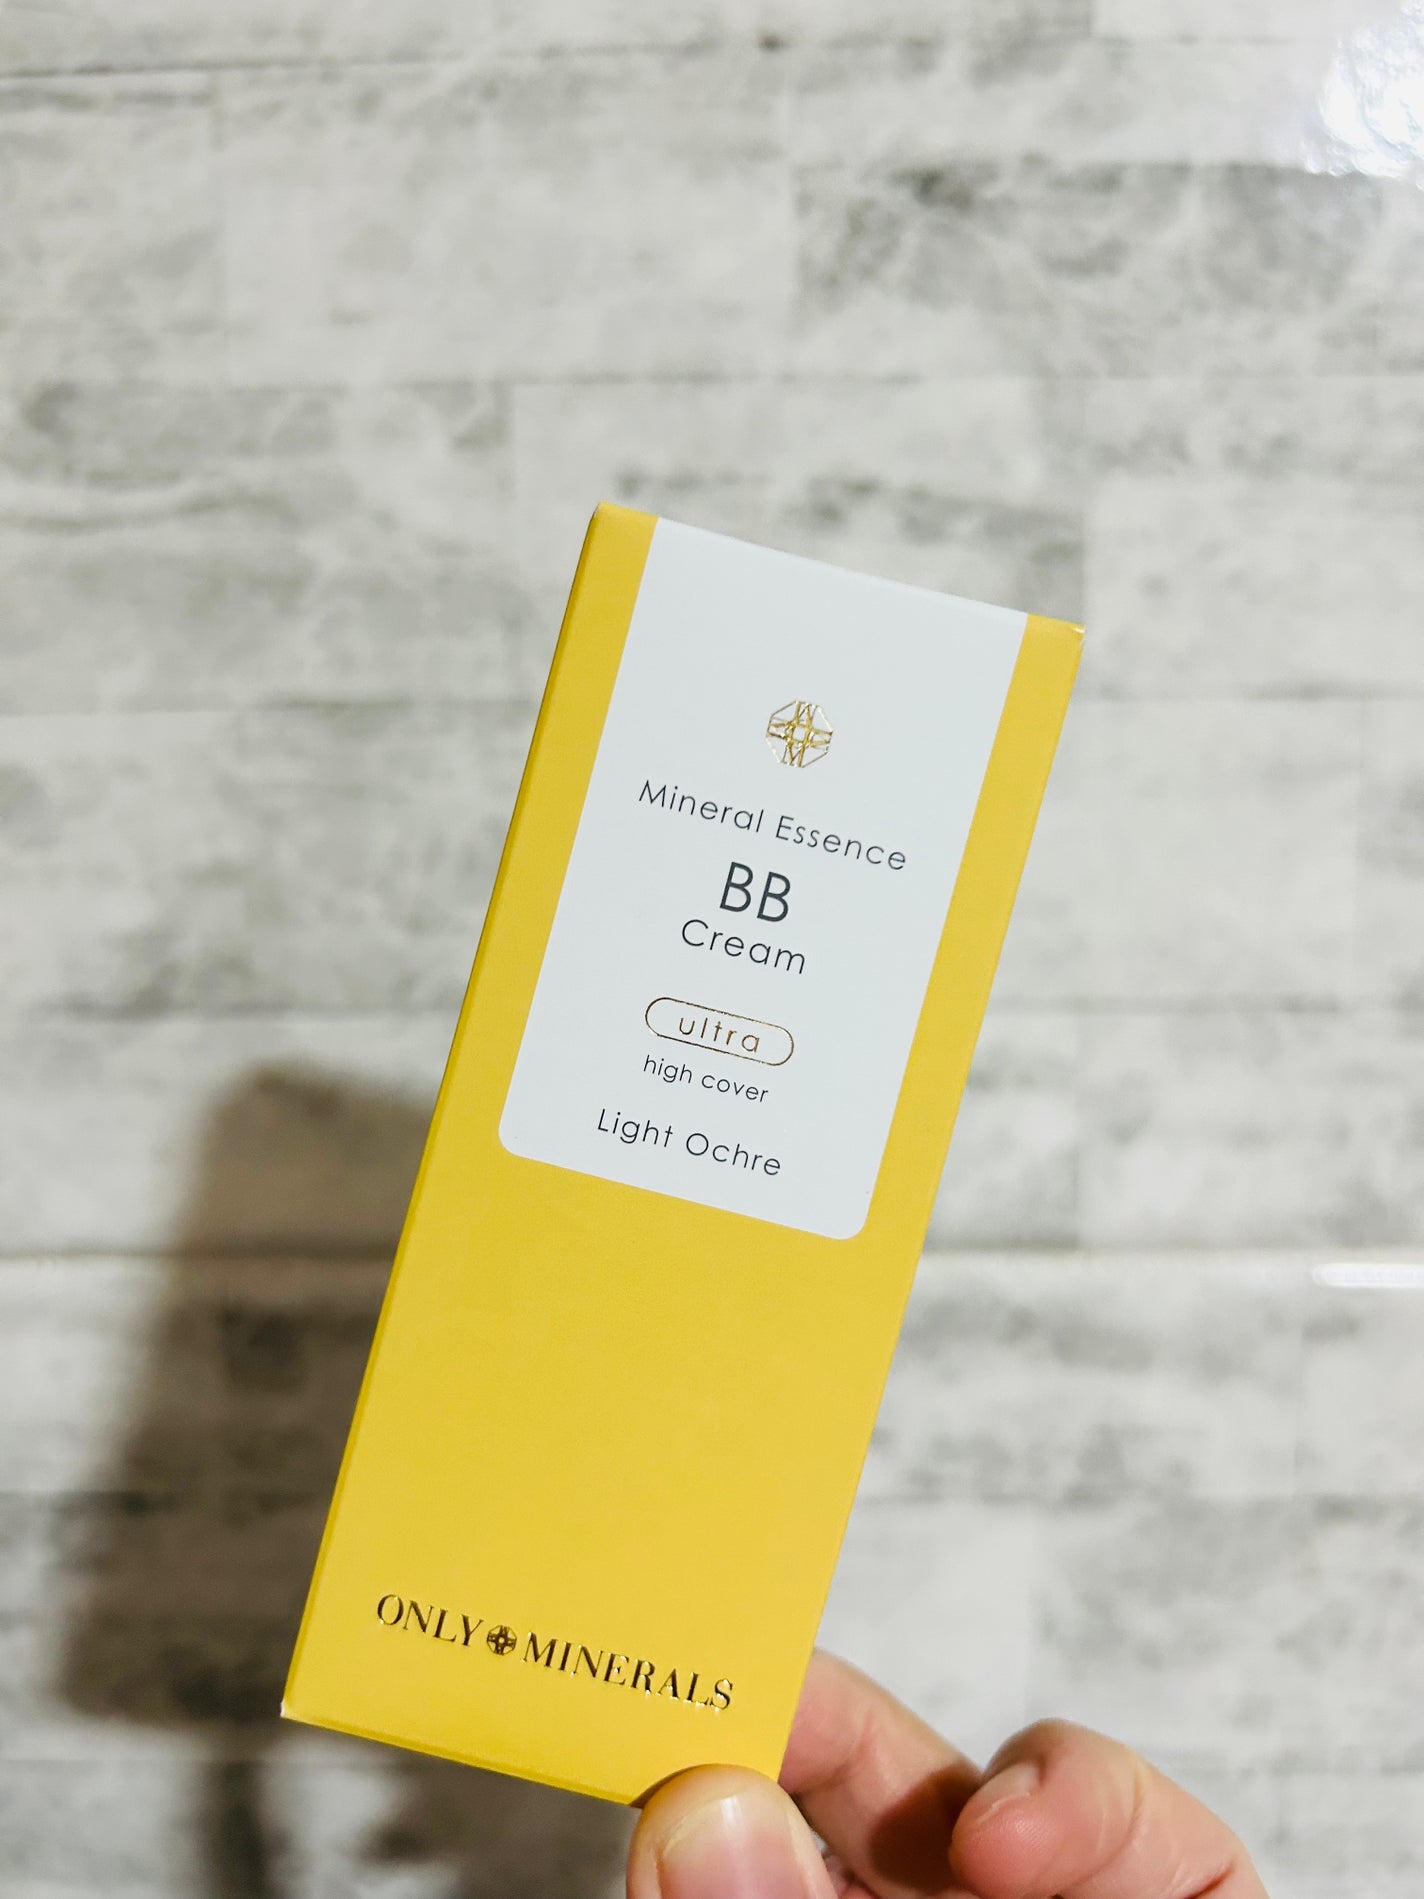 Mineral Essence
BB
Cream
ultra
high cover
Light Ochre
ONLY MINERALS